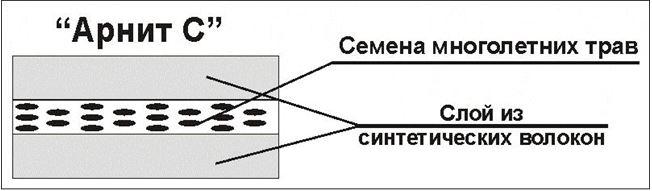 “Арнит С”
Семена многолетних трав
Слой из
синтетических волокон